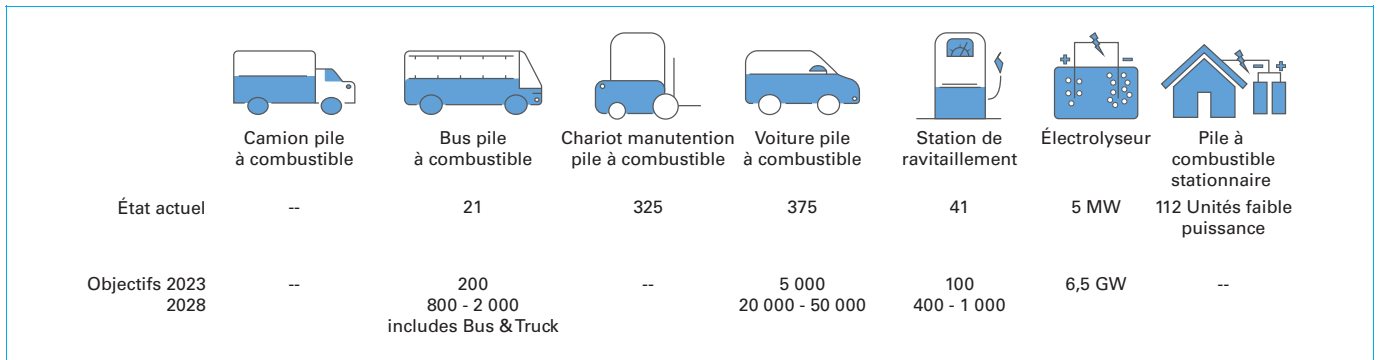 Camion pile
à combustible
Bus pile
à combustible
Chariot manutention
pile à combustible
Voiture pile
à combustible
Station de
ravitaillement
Électrolyseur
Pile à
combustible
stationnaire
État actuel
--
21
325
375
41
5 MW
112 Unités faible
puissance
Objectifs 2023
2028
--
200
800 - 2 000
includes Bus & Truck
--
5 000
20 000 - 50 000
100
400 - 1 000
6,5 GW
--